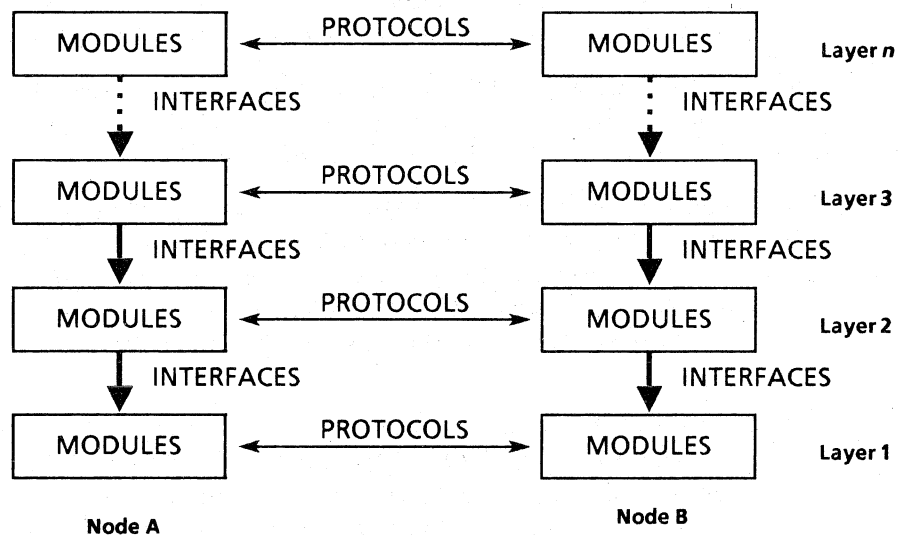 MODULES PROTOCOLS MODULES Layer n
INTERFACES INTERFACES
MODULES PROTOCOLS MODULES Layer 3
INTERFACES INTERFACES
MODULES PROTOCOLS MODULES Layer 2
INTERFACES INTERFACES
MODULES PROTOCOLS MODULES Layer 1
Node A Node B